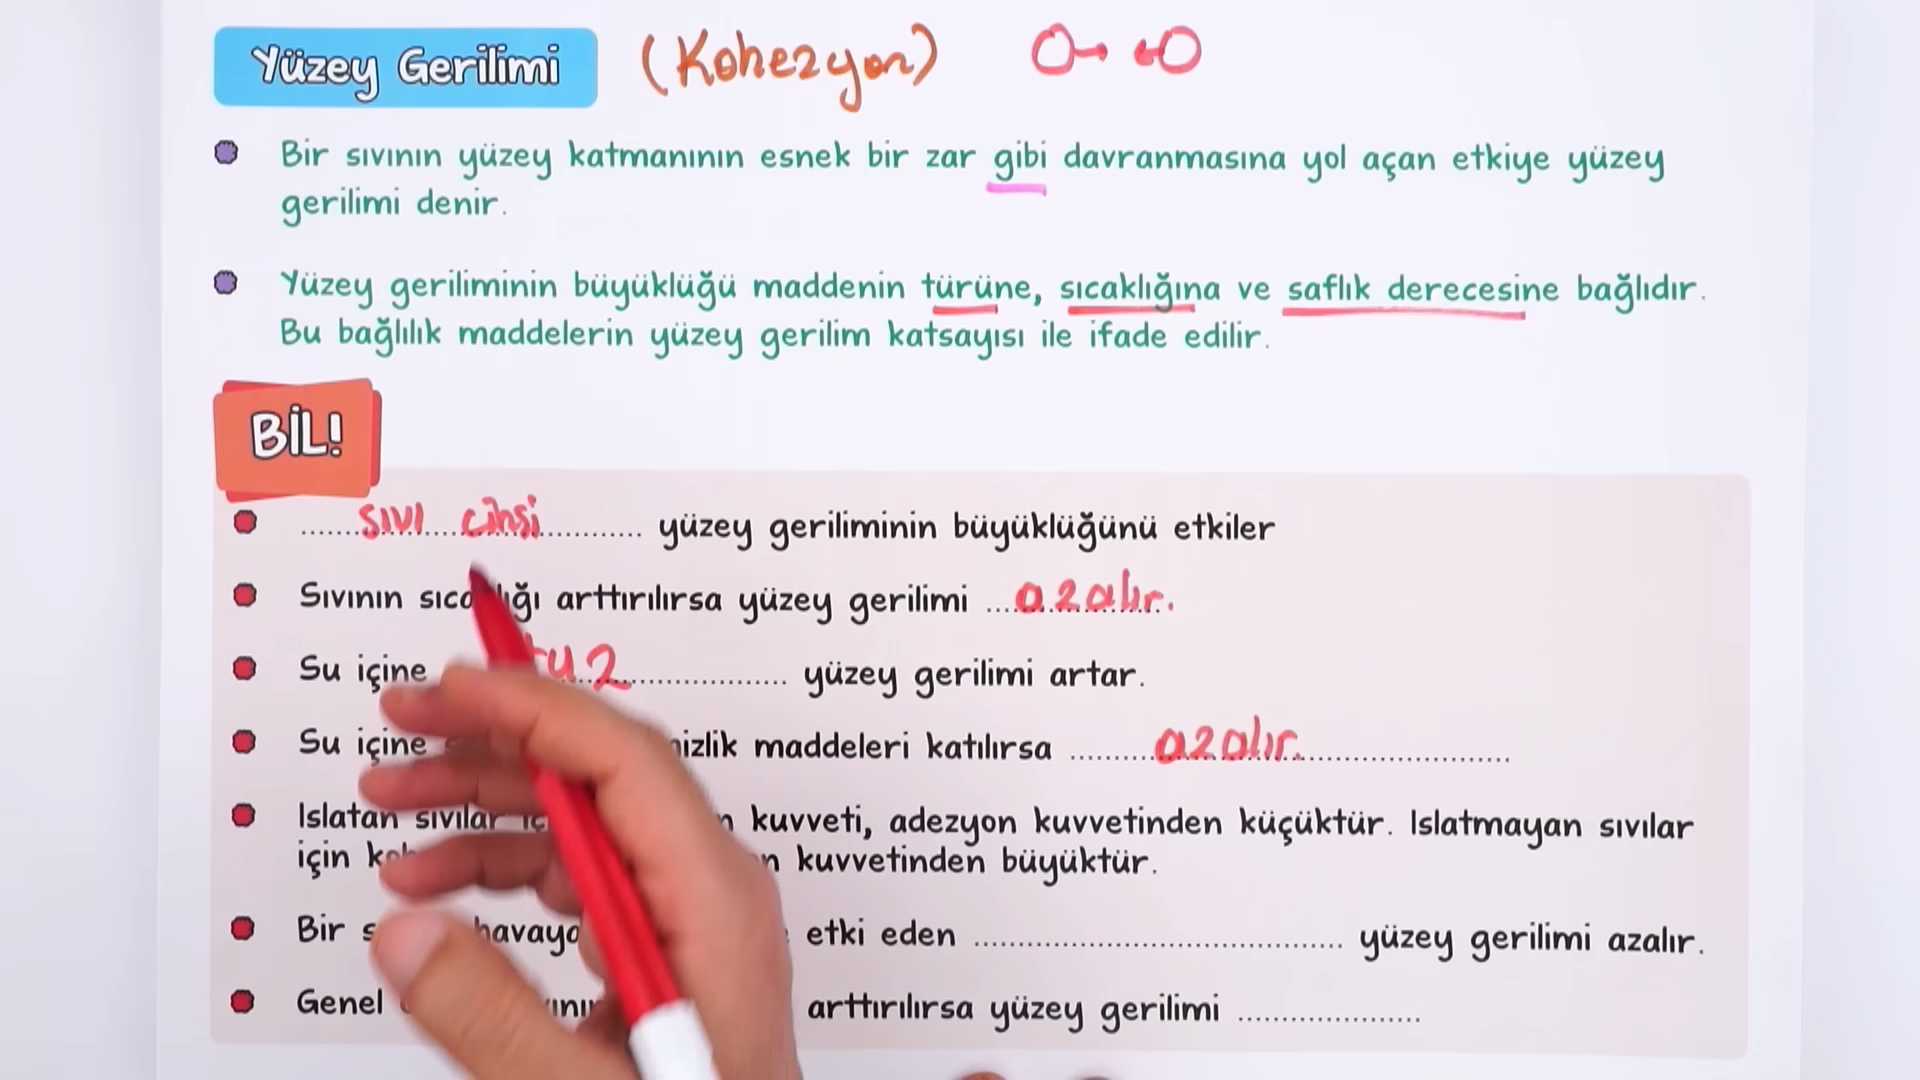 Yüzey Gerilimi (Kohezyon)
Bir sıvının yüzey katmanının esnek bir zar gibi davranmasına yol açan etkiye yüzey
gerilimi denir.
Yüzey geriliminin büyüklüğü maddenin türüne, sıcaklığına ve saflık derecesine bağlıdır.
Bu bağlılık maddelerin yüzey gerilim katsayısı ile ifade edilir.
BİL!
sıvı cinsi yüzey geriliminin büyüklüğünü etkiler
Sıvının sıcaklığı arttırılırsa yüzey gerilimi azalır.
Su içine tuz yüzey gerilimi artar.
Su içine maddeleri katılırsa azalır.
Islatan sıvılar kuvveti, adezyon kuvvetinden küçüktür. Islatmayan sıvılar
için kuvvetinden büyüktür.
Bir etki eden yüzey gerilimi azalır.
Genel arttırılırsa yüzey gerilimi